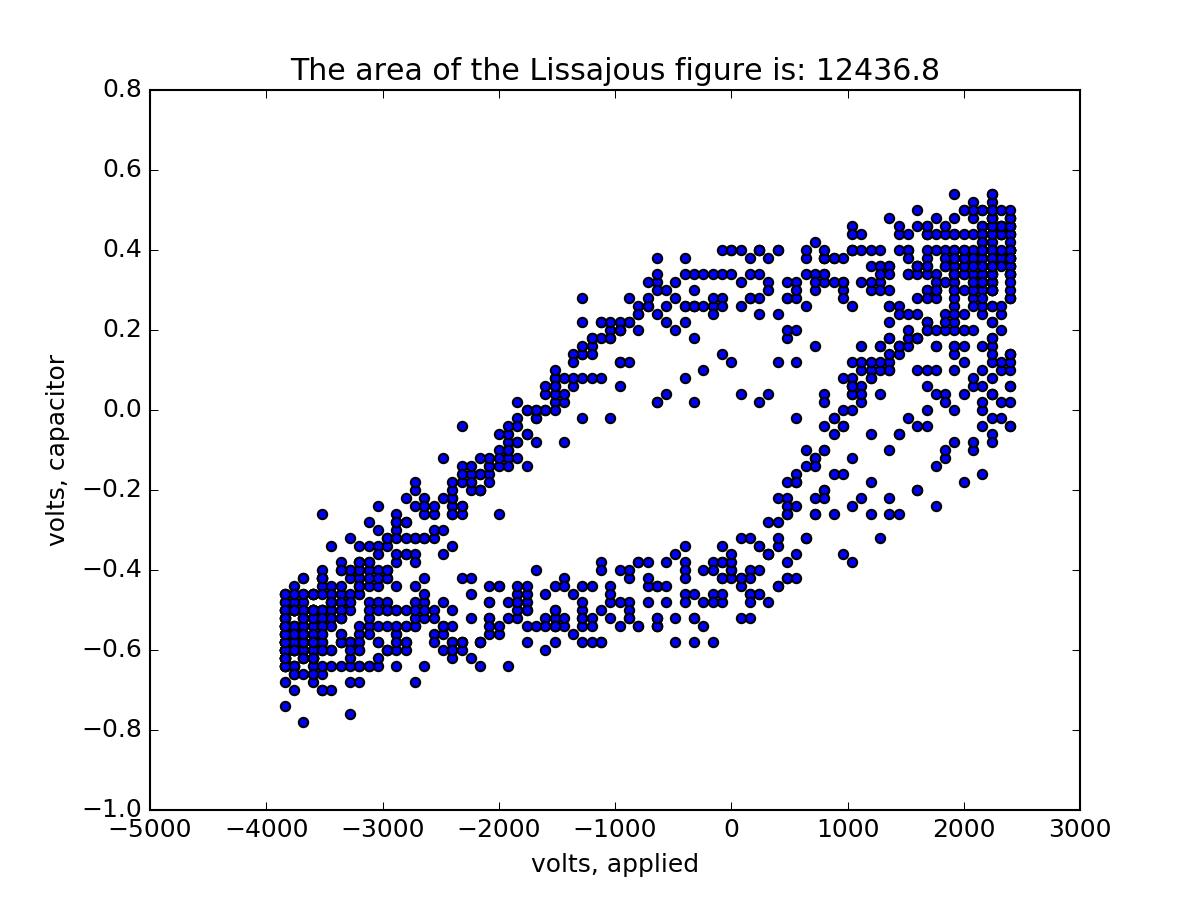 The area of the Lissajous figure is: 12436.8
0.8
0.6
0.4
0.2
0.0
−0.2
−0.4
−0.6
−0.8
−1.0
volts, capacitor
−5000 −4000 −3000 −2000 −1000 0 1000 2000 3000
volts, applied